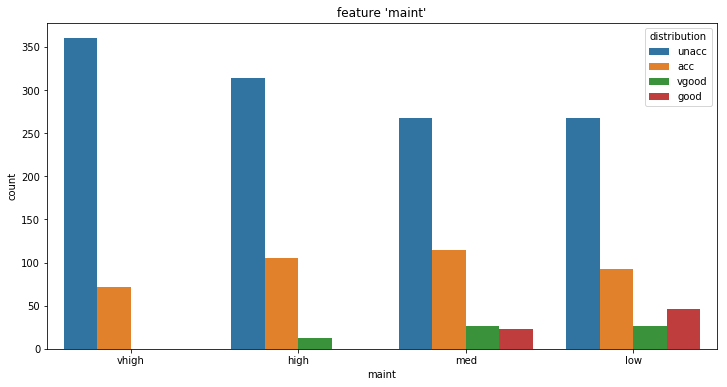 feature 'maint'
distribution
unacc
acc
vgood
good
count
350
300
250
200
150
100
50
0
vhigh high med low
maint